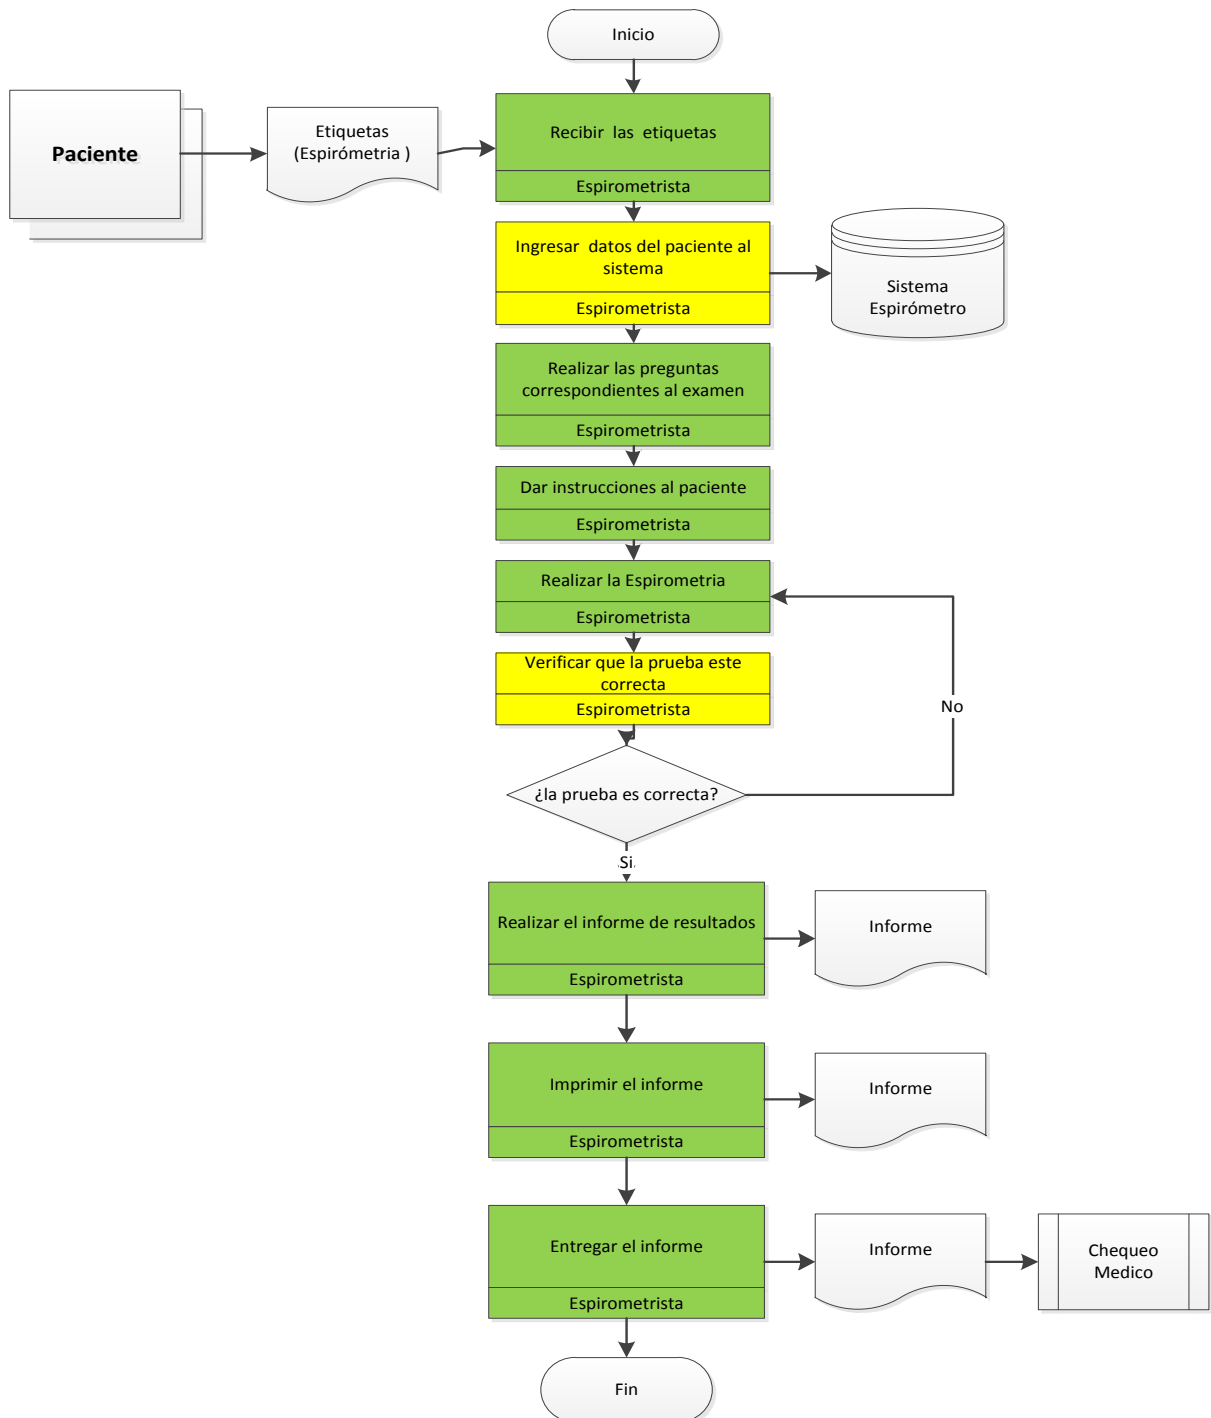 Inicio
Paciente
Etiquetas
(Espirómetria )
Recibir las etiquetas
Espirometrista
Ingresar datos del paciente al
sistema
Espirometrista
Sistema
Espirómetro
Realizar las preguntas
correspondientes al examen
Espirometrista
Dar instrucciones al paciente
Espirometrista
Realizar la Espirometria
Espirometrista
Verificar que la prueba este
correcta
Espirometrista
No
¿la prueba es correcta?
Si
Realizar el informe de resultados
Espirometrista
Informe
Imprimir el informe
Espirometrista
Informe
Entregar el informe
Espirometrista
Informe
Chequeo
Medico
Fin